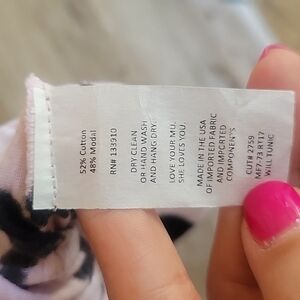 52% Cotton
48% Modal
RN# 133910
DRY CLEAN
OR HAND WASH
AND HANG DRY.
LOVE YOUR MU.
SHE LOVES YOU.
MADE IN THE USA
OF IMPORTED FABRIC
AND IMPORTED
COMPONENTS
CUT# 2759
MF7-73 RT17
WILL TUNIC